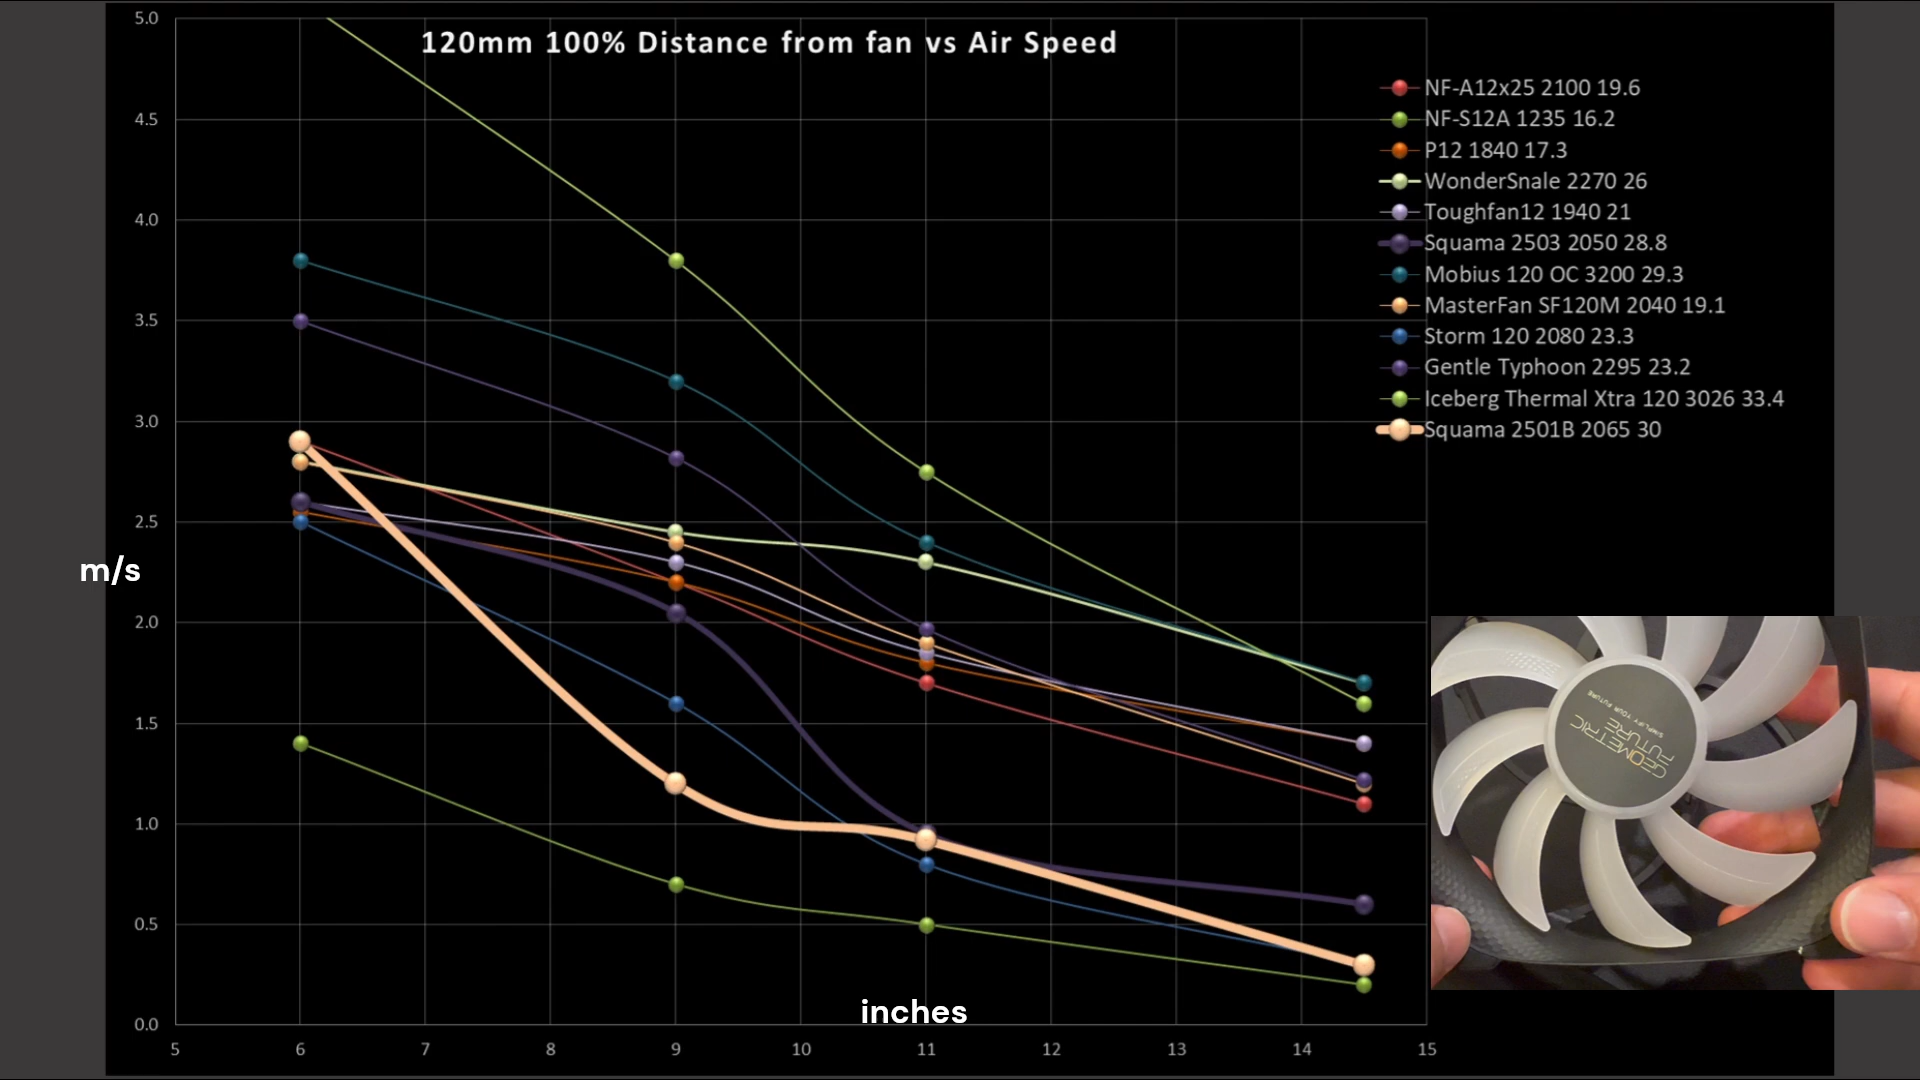 120mm 100% Distance from fan vs Air Speed
5.0
4.5
4.0
3.5
3.0
2.5
2.0
1.5
1.0
0.5
0.0
m/s
5 6 7 8 9 10 11 12 13 14 15
inches
NF-A12x25 2100 19.6
NF-S12A 1235 16.2
P12 1840 17.3
WonderSnale 2270 26
Toughfan12 1940 21
Squama 2503 2050 28.8
Mobius 120 OC 3200 29.3
MasterFan SF120M 2040 19.1
Storm 120 2080 23.3
Gentle Typhoon 2295 23.2
Iceberg Thermal Xtra 120 3026 33.4
Squama 2501B 2065 30
GEOMETRIC
FUTURE
SIMPLIFY YOUR FUTURE